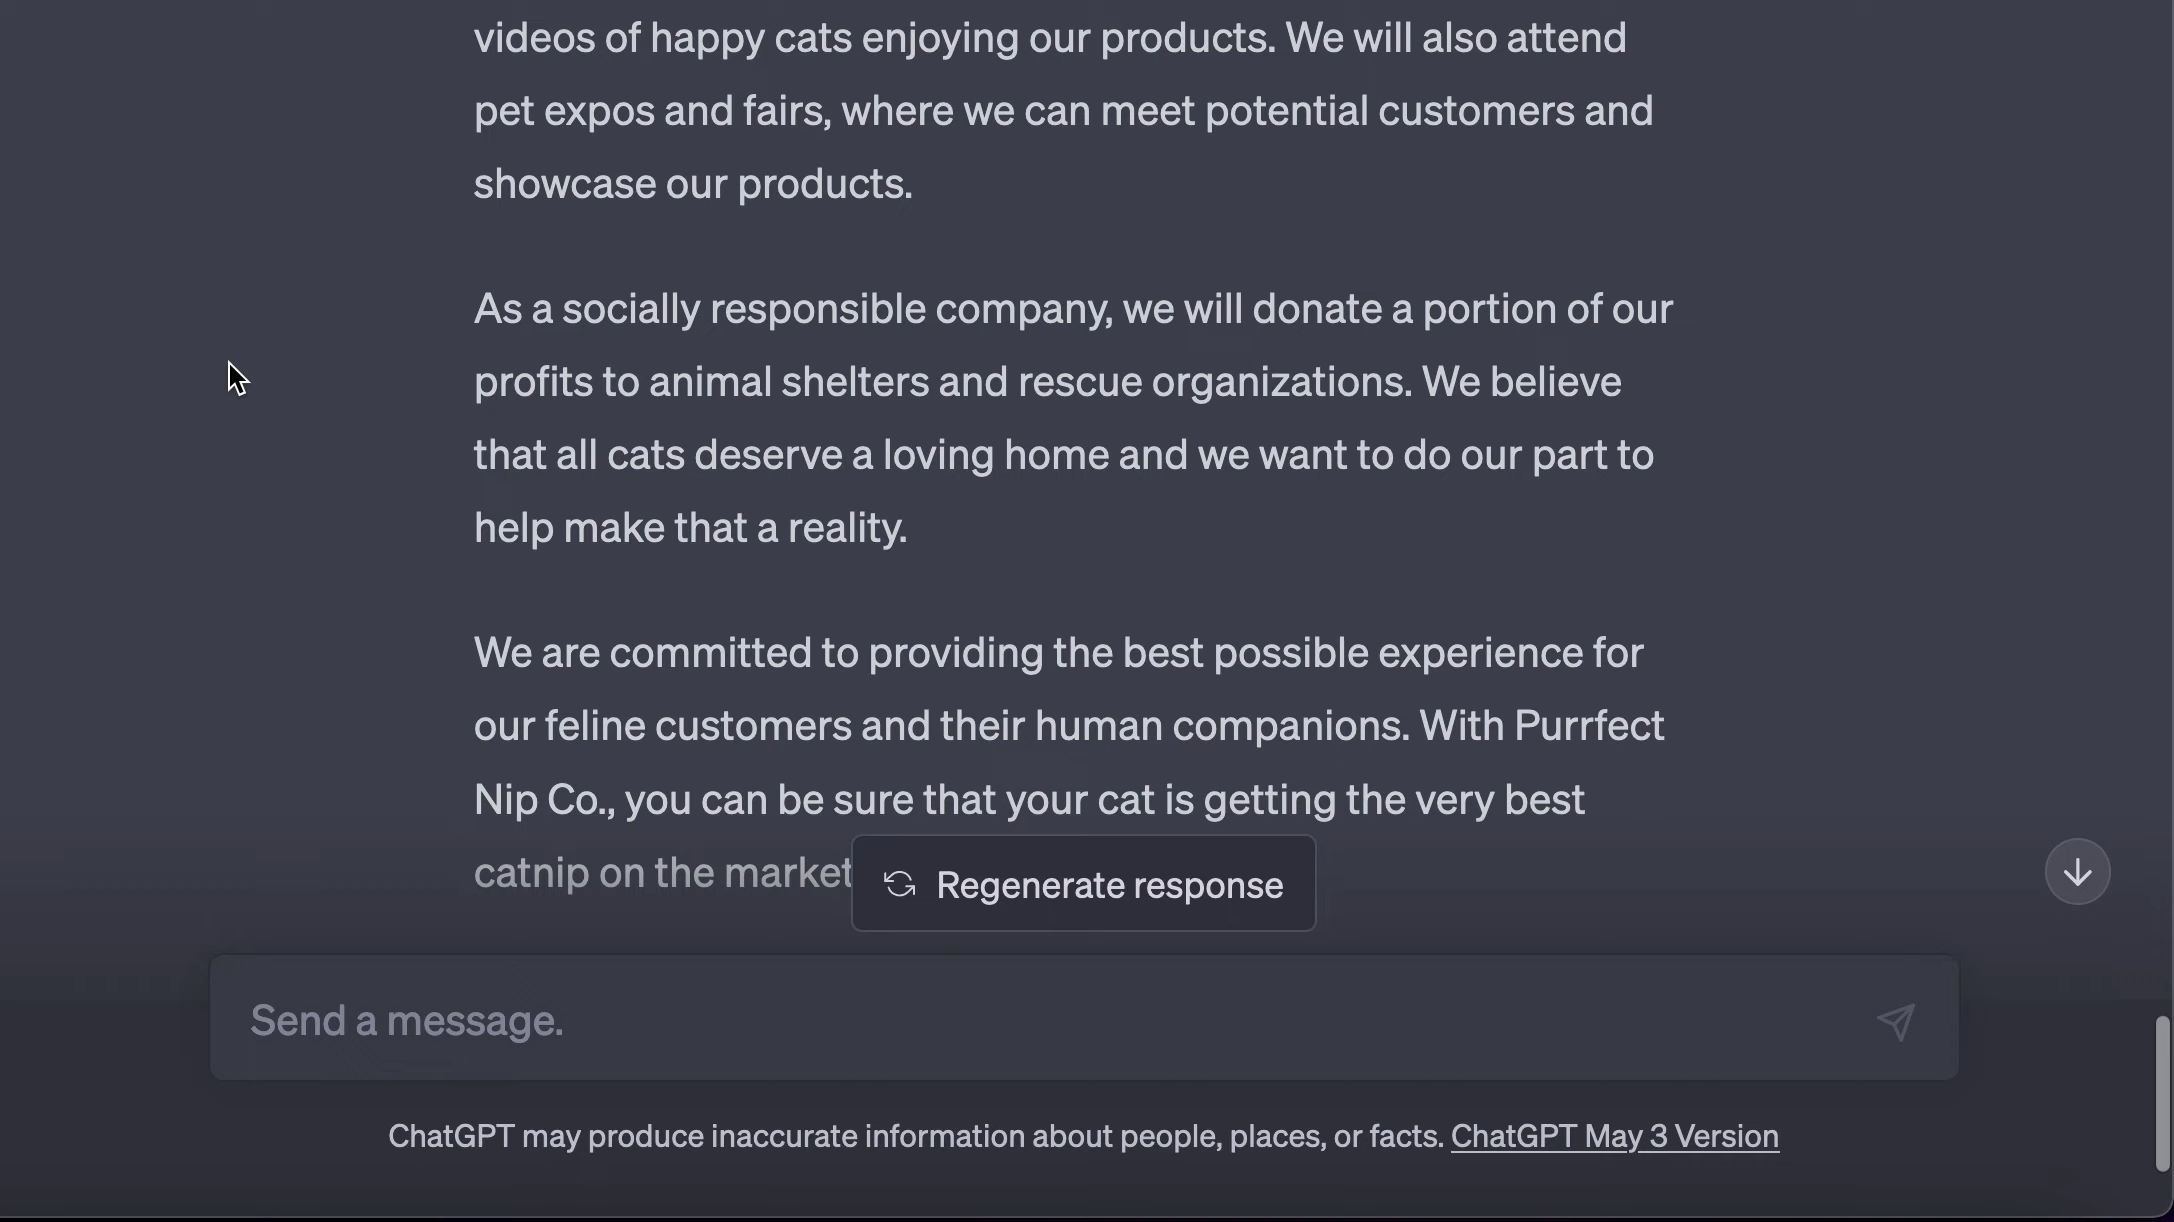 videos of happy cats enjoying our products. We will also attend
pet expos and fairs, where we can meet potential customers and
showcase our products.
As a socially responsible company, we will donate a portion of our
profits to animal shelters and rescue organizations. We believe
that all cats deserve a loving home and we want to do our part to
help make that a reality.
We are committed to providing the best possible experience for
our feline customers and their human companions. With Purrfect
Nip Co., you can be sure that your cat is getting the very best
catnip on the market
Regenerate response
Send a message.
ChatGPT may produce inaccurate information about people, places, or facts. ChatGPT May 3 Version